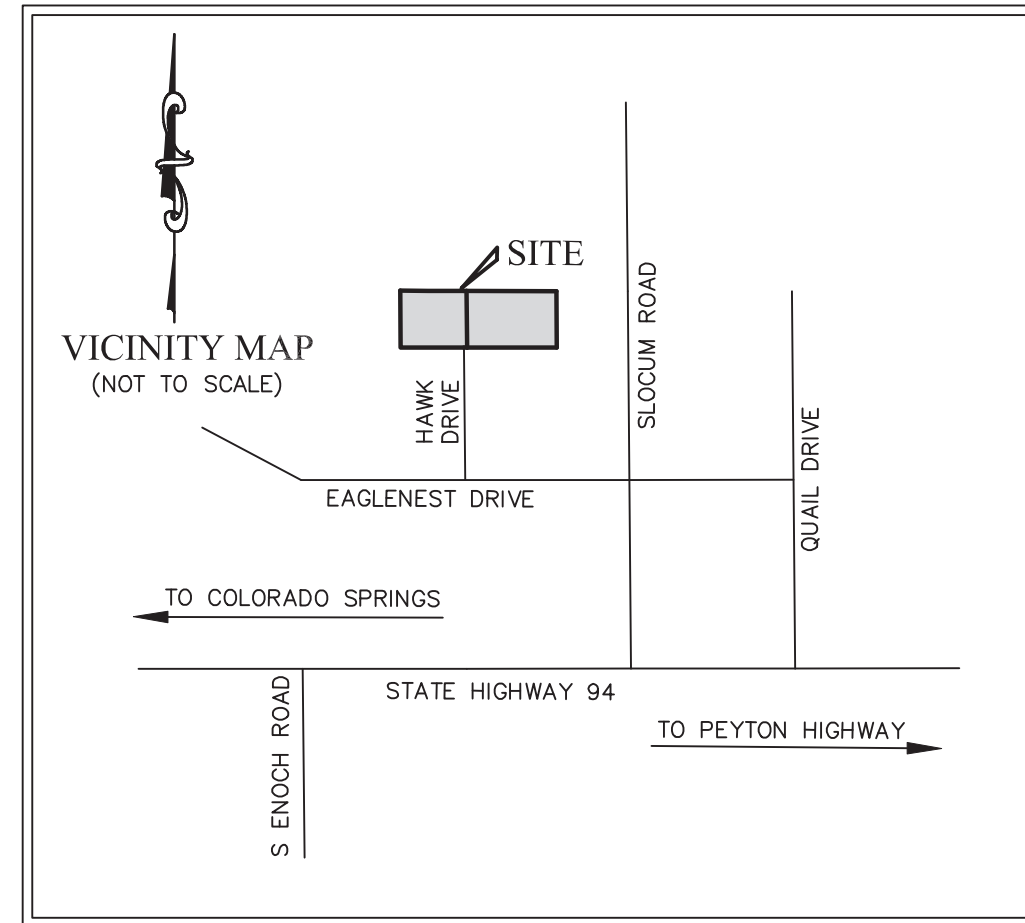 SITE
VICINITY MAP
(NOT TO SCALE)
SLOCUM ROAD
HAWK
DRIVE
QUAIL DRIVE
EAGLENEST DRIVE
TO COLORADO SPRINGS
STATE HIGHWAY 94
S ENOCH ROAD
TO PEYTON HIGHWAY